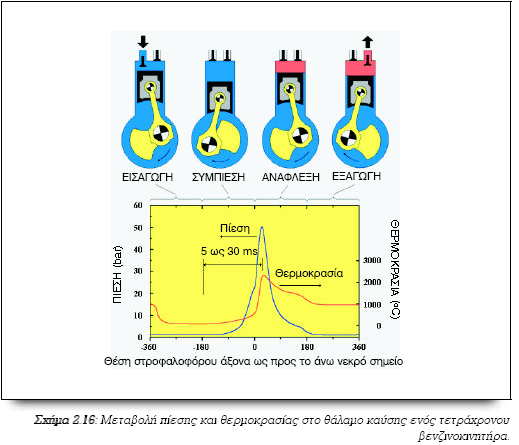 ΕΙΣΑΓΩΓΗ ΣΥΜΠΙΕΣΗ ΑΝΑΦΛΕΞΗ ΕΞΑΓΩΓΗ
ΠΙΕΣΗ (bar)
60
50
40
30
20
10
0
Πίεση
5 ως 30 ms
Θερμοκρασία
3000
2000
1000
0
ΘΕΡΜΟΚΡΑΣΙΑ (οC)
-360 -180 0 180 360
Θέση στροφαλοφόρου άξονα ως προς το άνω νεκρό σημείο
Σχήμα 2.16: Μεταβολή πίεσης και θερμοκρασίας στο θάλαμο καύσης ενός τετράχρονου
βενζινοκινητήρα.